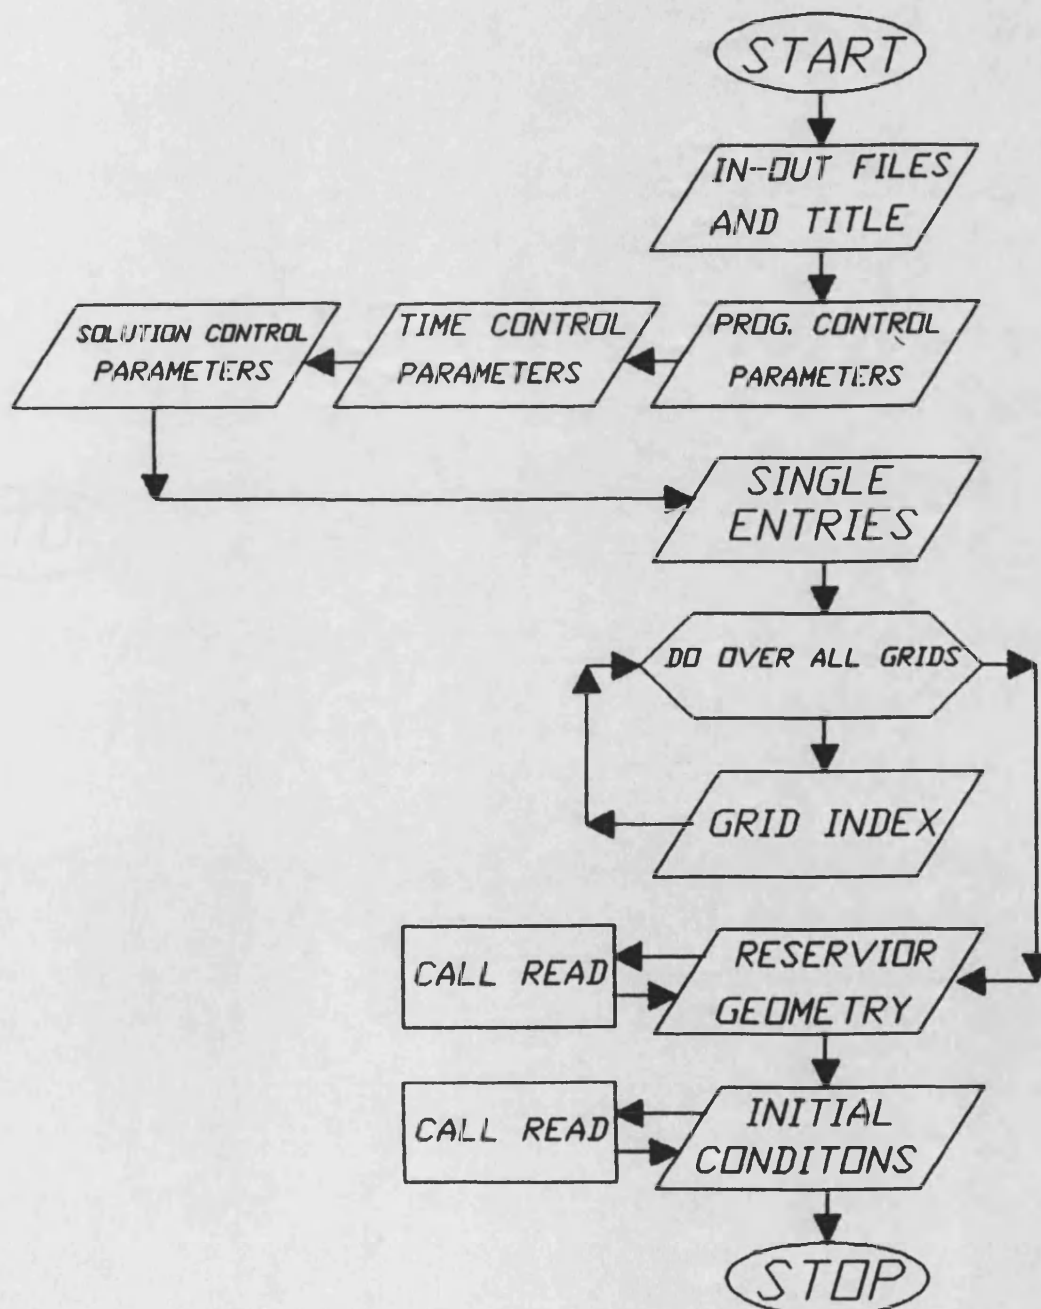 START
IN-OUT FILES
AND TITLE
PROG. CONTROL
PARAMETERS
TIME CONTROL
PARAMETERS
SOLUTION CONTROL
PARAMETERS
SINGLE
ENTRIES
DO OVER ALL GRIDS
GRID INDEX
RESERVIOR
GEOMETRY
CALL READ
INITIAL
CONDITONS
CALL READ
STOP